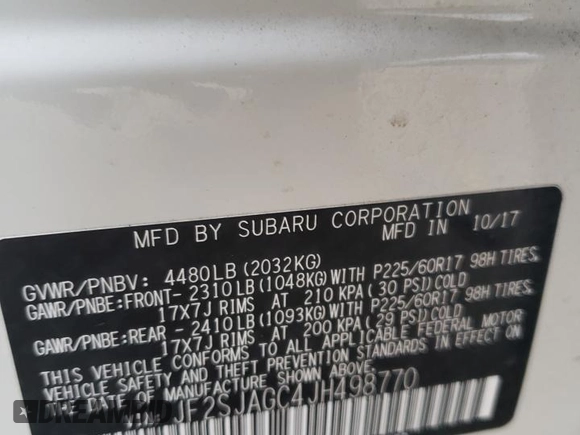 MFD BY SUBARU CORPORATION
MFD IN 10/17
GVWR/PNBV: 4480LB(2032KG)
GAWR/PNBE:FRONT- 2310LB(1048KG)WITH P225/60R17 98H TIRES,
17X7J RIMS AT 210 KPA(30 PSI)COLD
GAWR/PNBE:REAR - 2410LB(1093KG)WITH P225/60R17 98H TIRES,
17X7J RIMS AT 200 KPA(29 PSI)COLD
THIS VEHICLE CONFORMS TO ALL APPLICABLE FEDERAL MOTOR
VEHICLE SAFETY AND THEFT PREVENTION STANDARDS IN EFFECT ON
THE DATE OF
JF2SJAGC4JH498770
DREAMBID